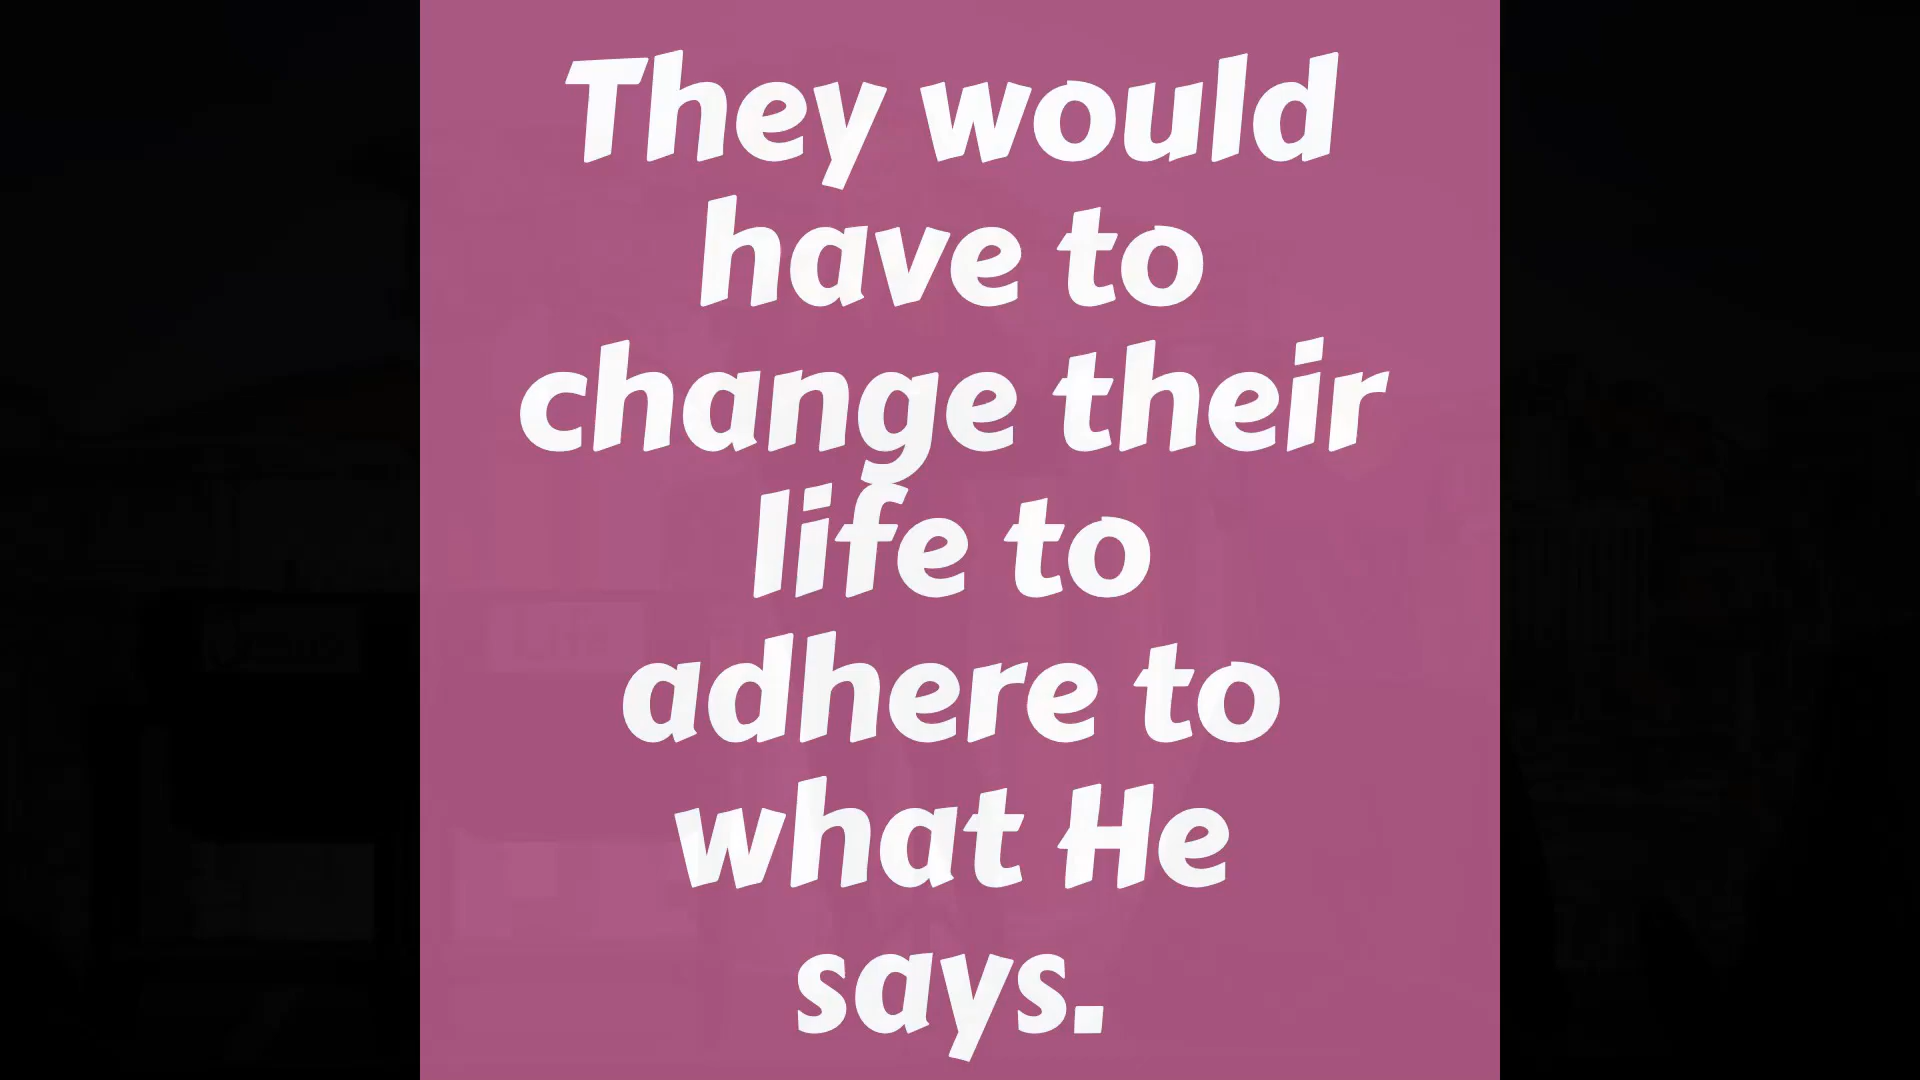 They would
have to
change their
life to
adhere to
what He
says.